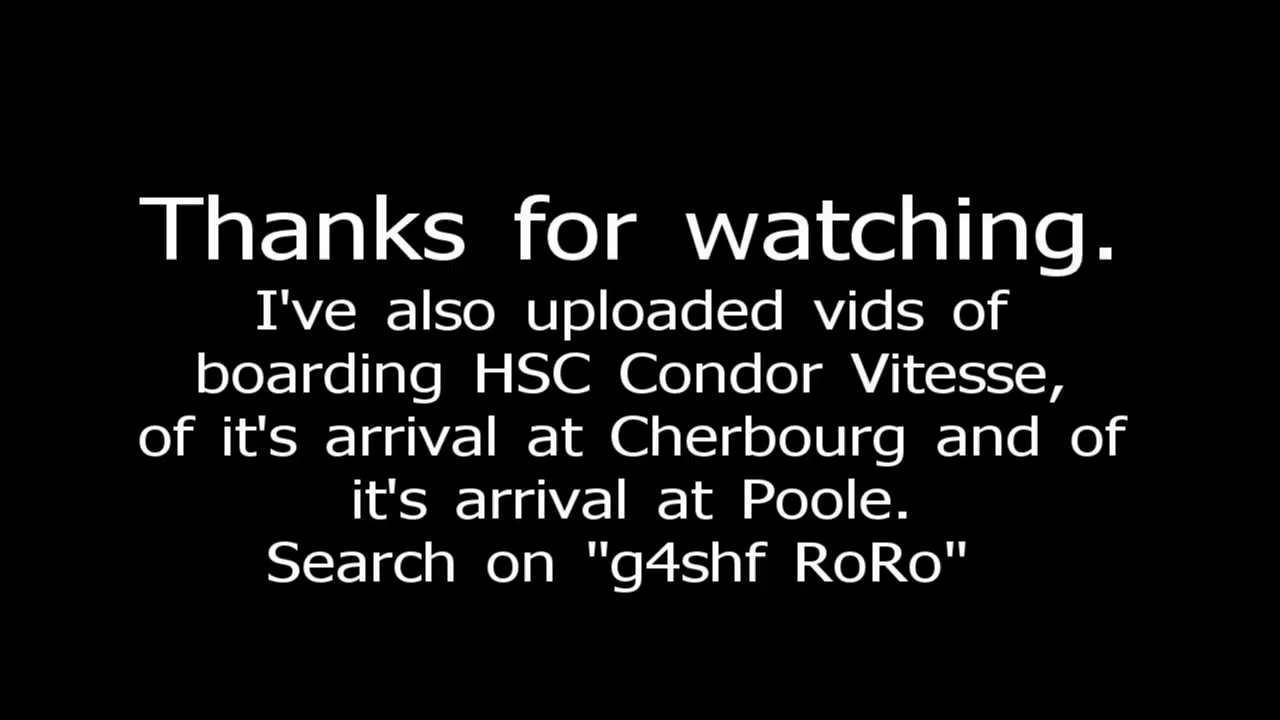 Thanks for watching.
I've also uploaded vids of
boarding HSC Condor Vitesse,
of it's arrival at Cherbourg and of
it's arrival at Poole.
Search on "g4shf RoRo"